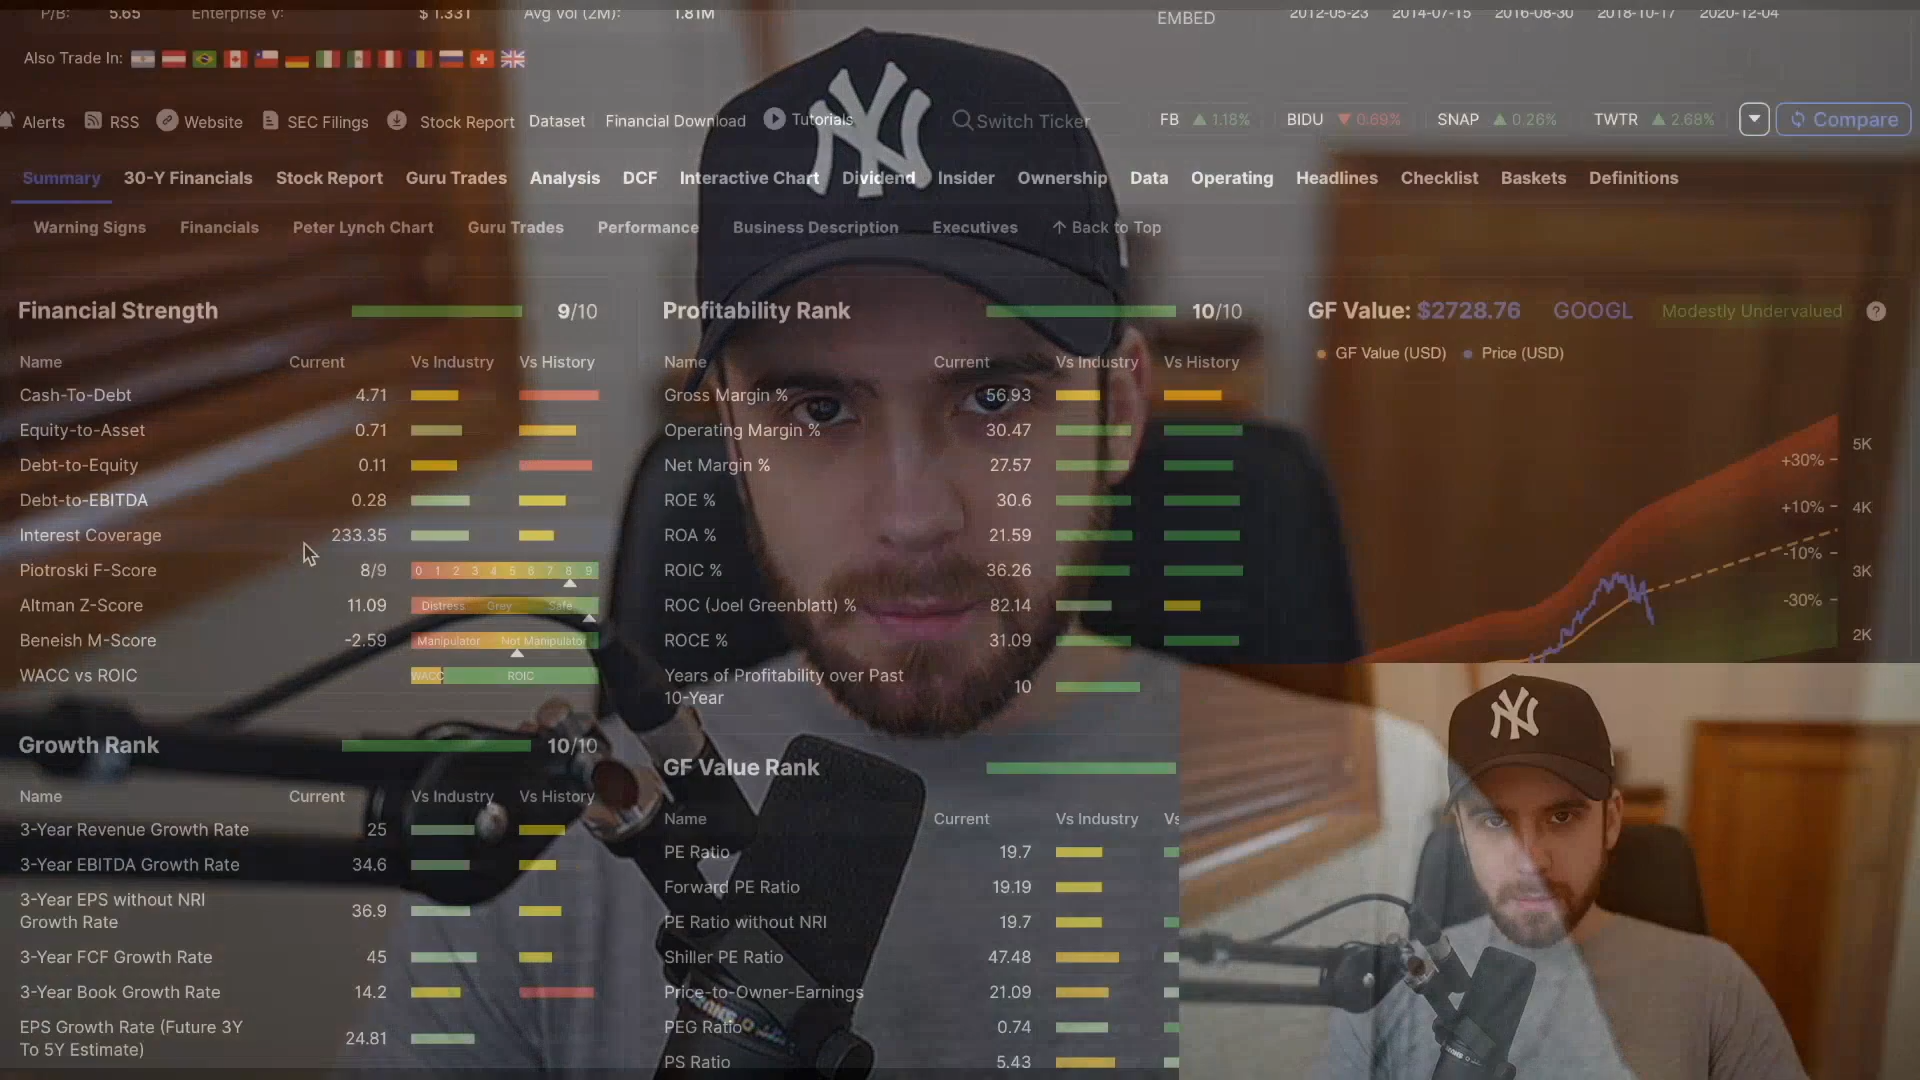 P/B: 5.65 Enterprise V: $ 1.33T Avg Vol (2M): 1.81M
EMBED
2012-05-23 2014-07-15 2016-08-30 2018-10-17 2020-12-04
Also Trade In:
Alerts RSS Website SEC Filings Stock Report Dataset Financial Download Tutorials Switch Ticker FB 1.18% BIDU 0.69% SNAP 0.26% TWTR 2.68% Compare
Summary 30-Y Financials Stock Report Guru Trades Analysis DCF Interactive Chart Dividend Insider Ownership Data Operating Headlines Checklist Baskets Definitions
Warning Signs Financials Peter Lynch Chart Guru Trades Performance Business Description Executives ↑ Back to Top
Financial Strength 9/10
Name Current Vs Industry Vs History
Cash-To-Debt 4.71
Equity-to-Asset 0.71
Debt-to-Equity 0.11
Debt-to-EBITDA 0.28
Interest Coverage 233.35
Piotroski F-Score 8/9 0 1 2 3 4 5 6 7 8 9
Altman Z-Score 11.09 Distress Grey Safe
Beneish M-Score -2.59 Manipulator Not Manipulator
WACC vs ROIC WACC ROIC
Growth Rank 10/10
Name Current Vs Industry Vs History
3-Year Revenue Growth Rate 25
3-Year EBITDA Growth Rate 34.6
3-Year EPS without NRI
Growth Rate 36.9
3-Year FCF Growth Rate 45
3-Year Book Growth Rate 14.2
EPS Growth Rate (Future 3Y
To 5Y Estimate) 24.81
Profitability Rank 10/10
Name Current Vs Industry Vs History
Gross Margin % 56.93
Operating Margin % 30.47
Net Margin % 27.57
ROE % 30.6
ROA % 21.59
ROIC % 36.26
ROC (Joel Greenblatt) % 82.14
ROCE % 31.09
Years of Profitability over Past
10-Year 10
GF Value Rank
Name Current Vs Industry Vs
PE Ratio 19.7
Forward PE Ratio 19.19
PE Ratio without NRI 19.7
Shiller PE Ratio 47.48
Price-to-Owner-Earnings 21.09
PEG Ratio 0.74
PS Ratio 5.43
GF Value: $2728.76 GOOGL Modestly Undervalued ?
GF Value (USD) Price (USD)
5K
+30%
+10% 4K
-10%
3K
-30%
2K
NY
NY